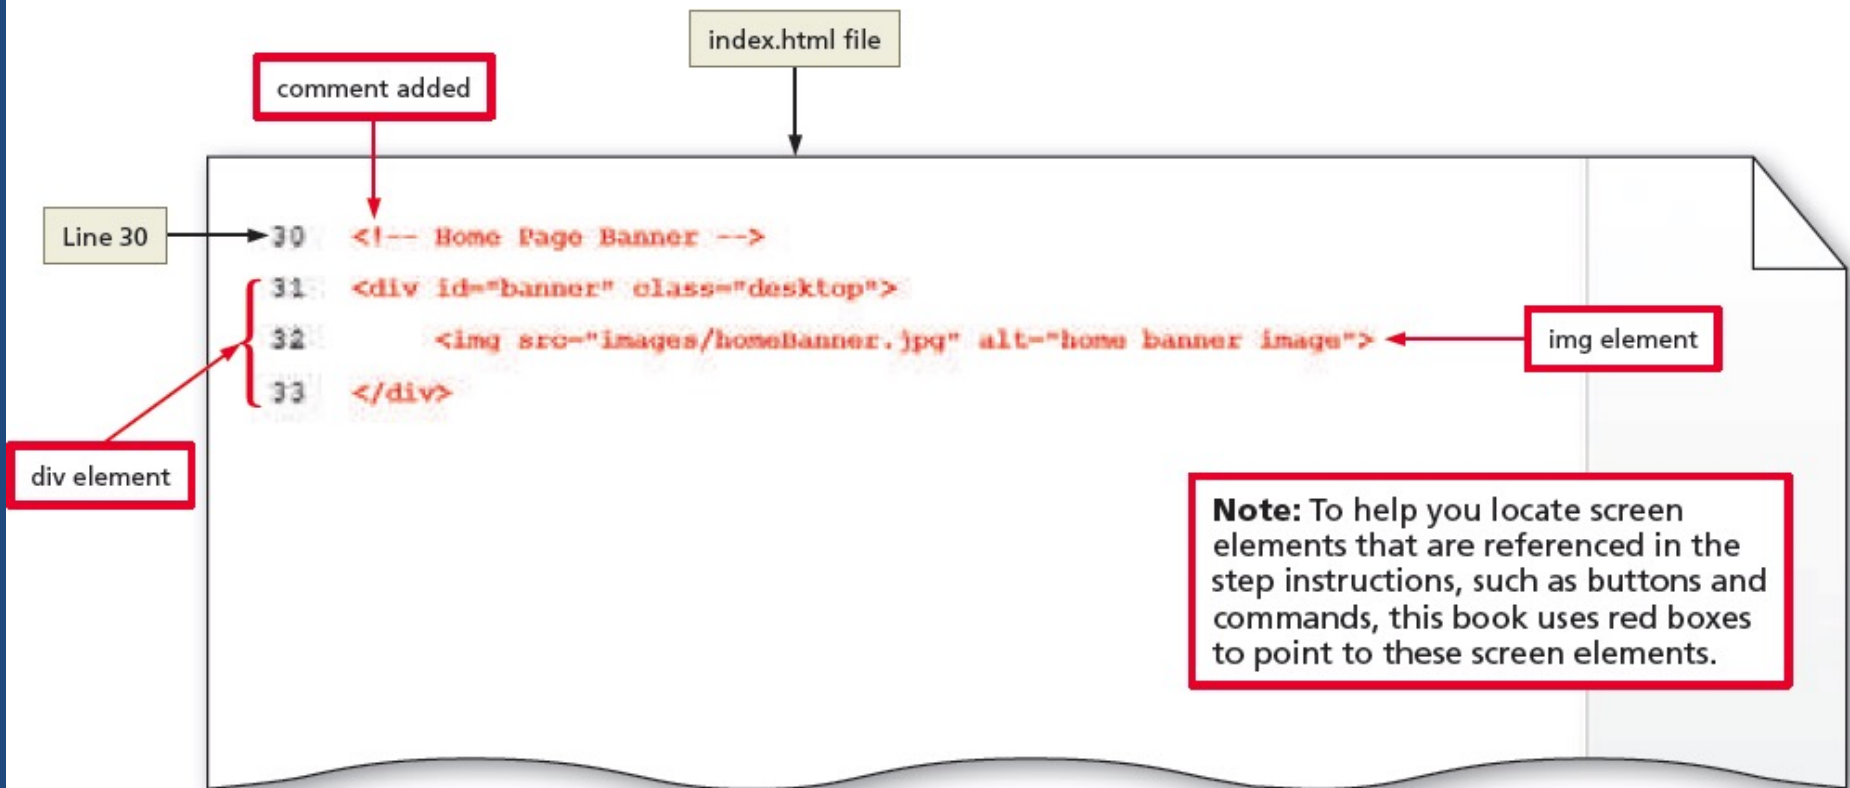 index.html file
comment added
Line 30
30 <!-- Home Page Banner -->
31 <div id="banner" class="desktop">
32 <img src="images/homeBanner.jpg" alt="home banner image">
img element
33 </div>
div element
Note: To help you locate screen
elements that are referenced in the
step instructions, such as buttons and
commands, this book uses red boxes
to point to these screen elements.